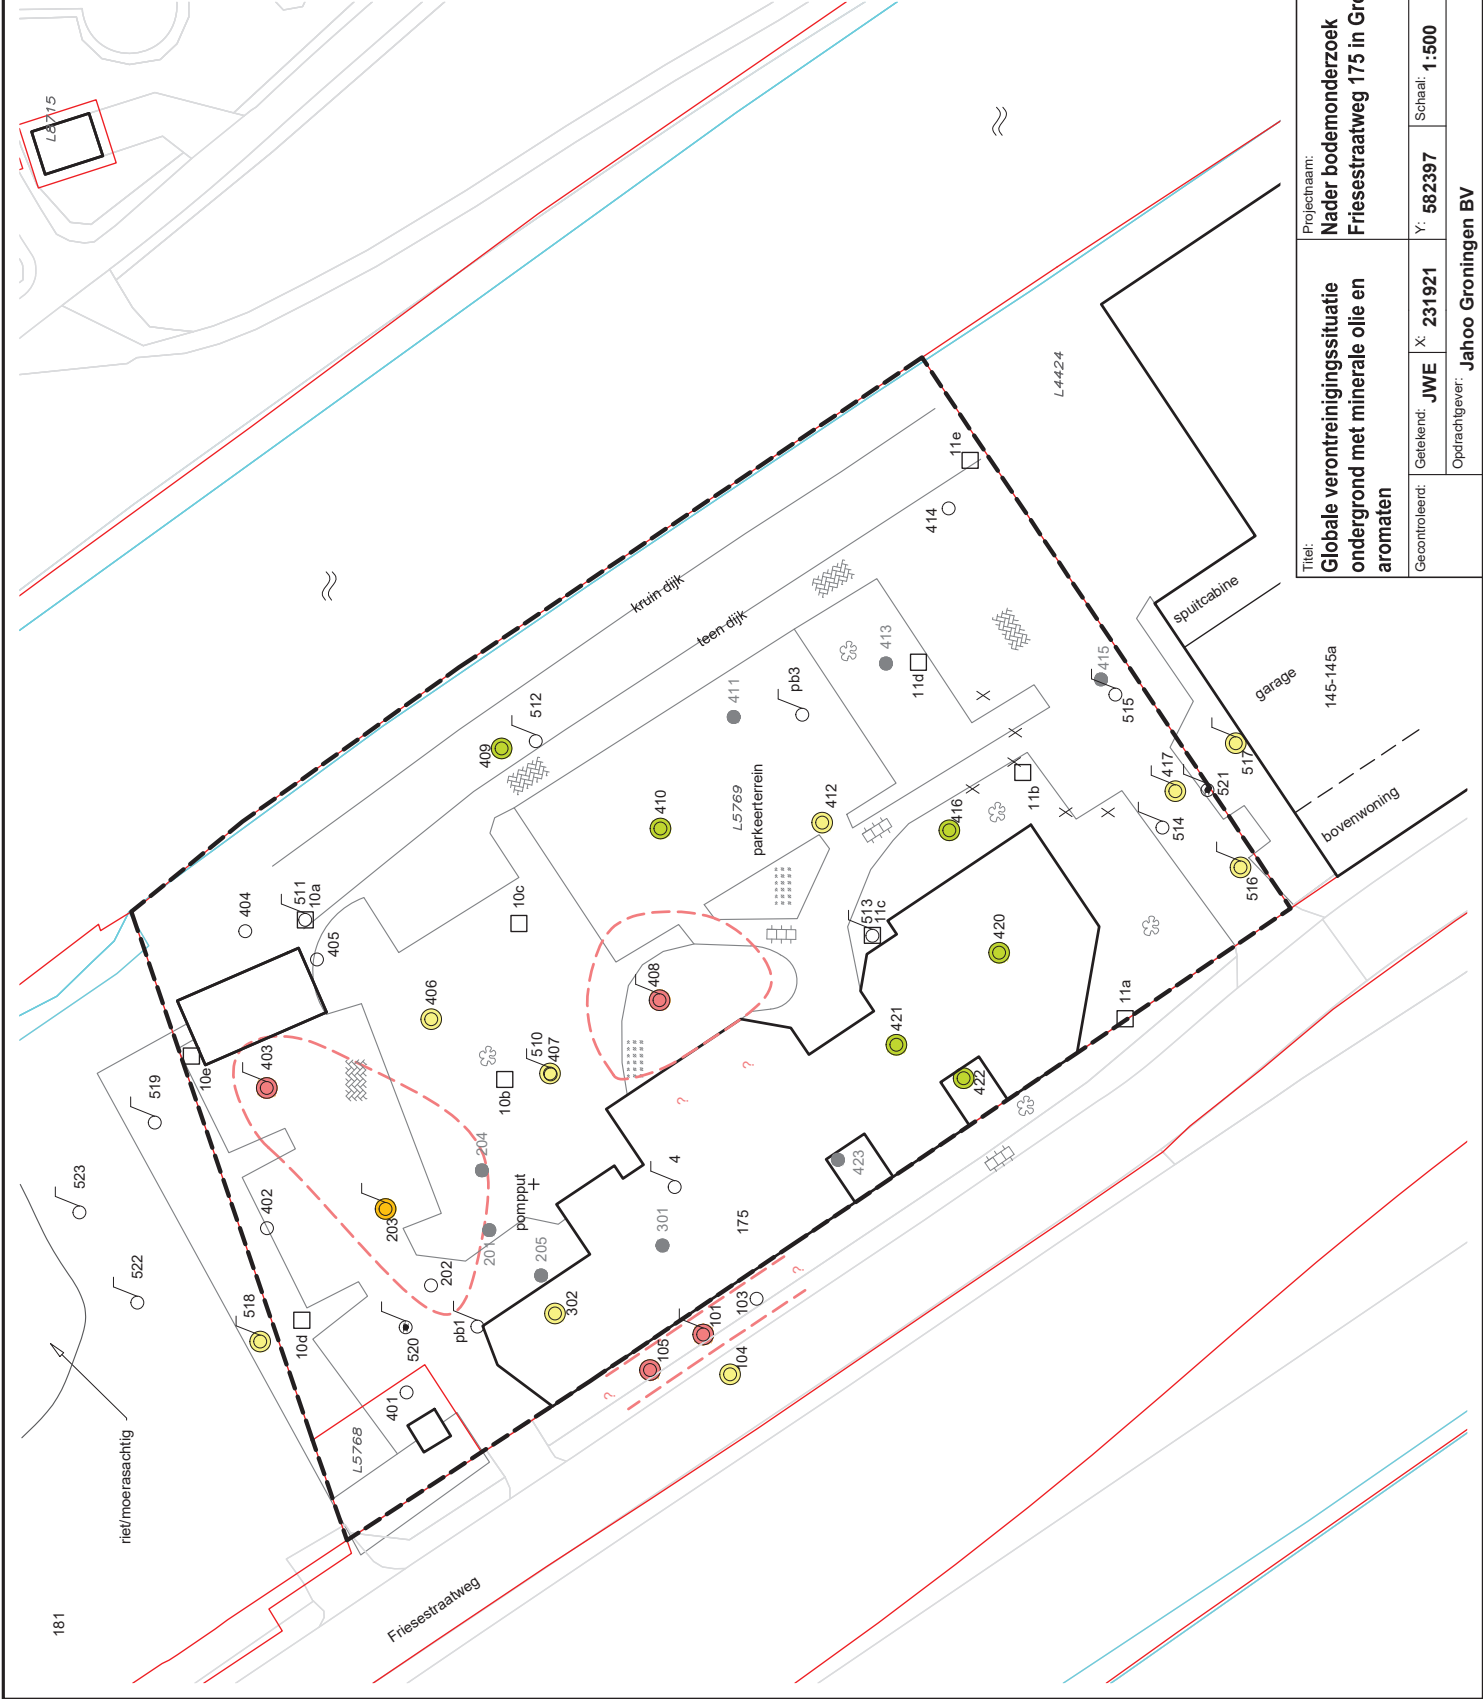 181
riet/moerasachtig
Friesestraatweg
L5768
L8715
L5769
parkeerterrein
L4424
kruin dijk
teen dijk
pompput
175
spuitcabine
garage
145-145a
bovenwoning
523
522
519
518
402
403
10e
404
511
10a
405
10d
203
406
10c
401
520
202
pb1
201
204
205
10b
510
407
409
512
302
4
301
408
410
411
pb3
105
101
104
103
412
413
11d
414
11e
423
422
421
420
513
11c
416
11b
11a
415
515
417
514
521
517
516
?
?
?
?
X
X
X
X
X
X
Titel:
Globale verontreinigingssituatie
ondergrond met minerale olie en
aromaten
Projectnaam:
Nader bodemonderzoek
Friesestraatweg 175 in Gro
Gecontroleerd:
Getekend: JWE
X: 231921
Y: 582397
Schaal: 1:500
Opdrachtgever: Jahoo Groningen BV